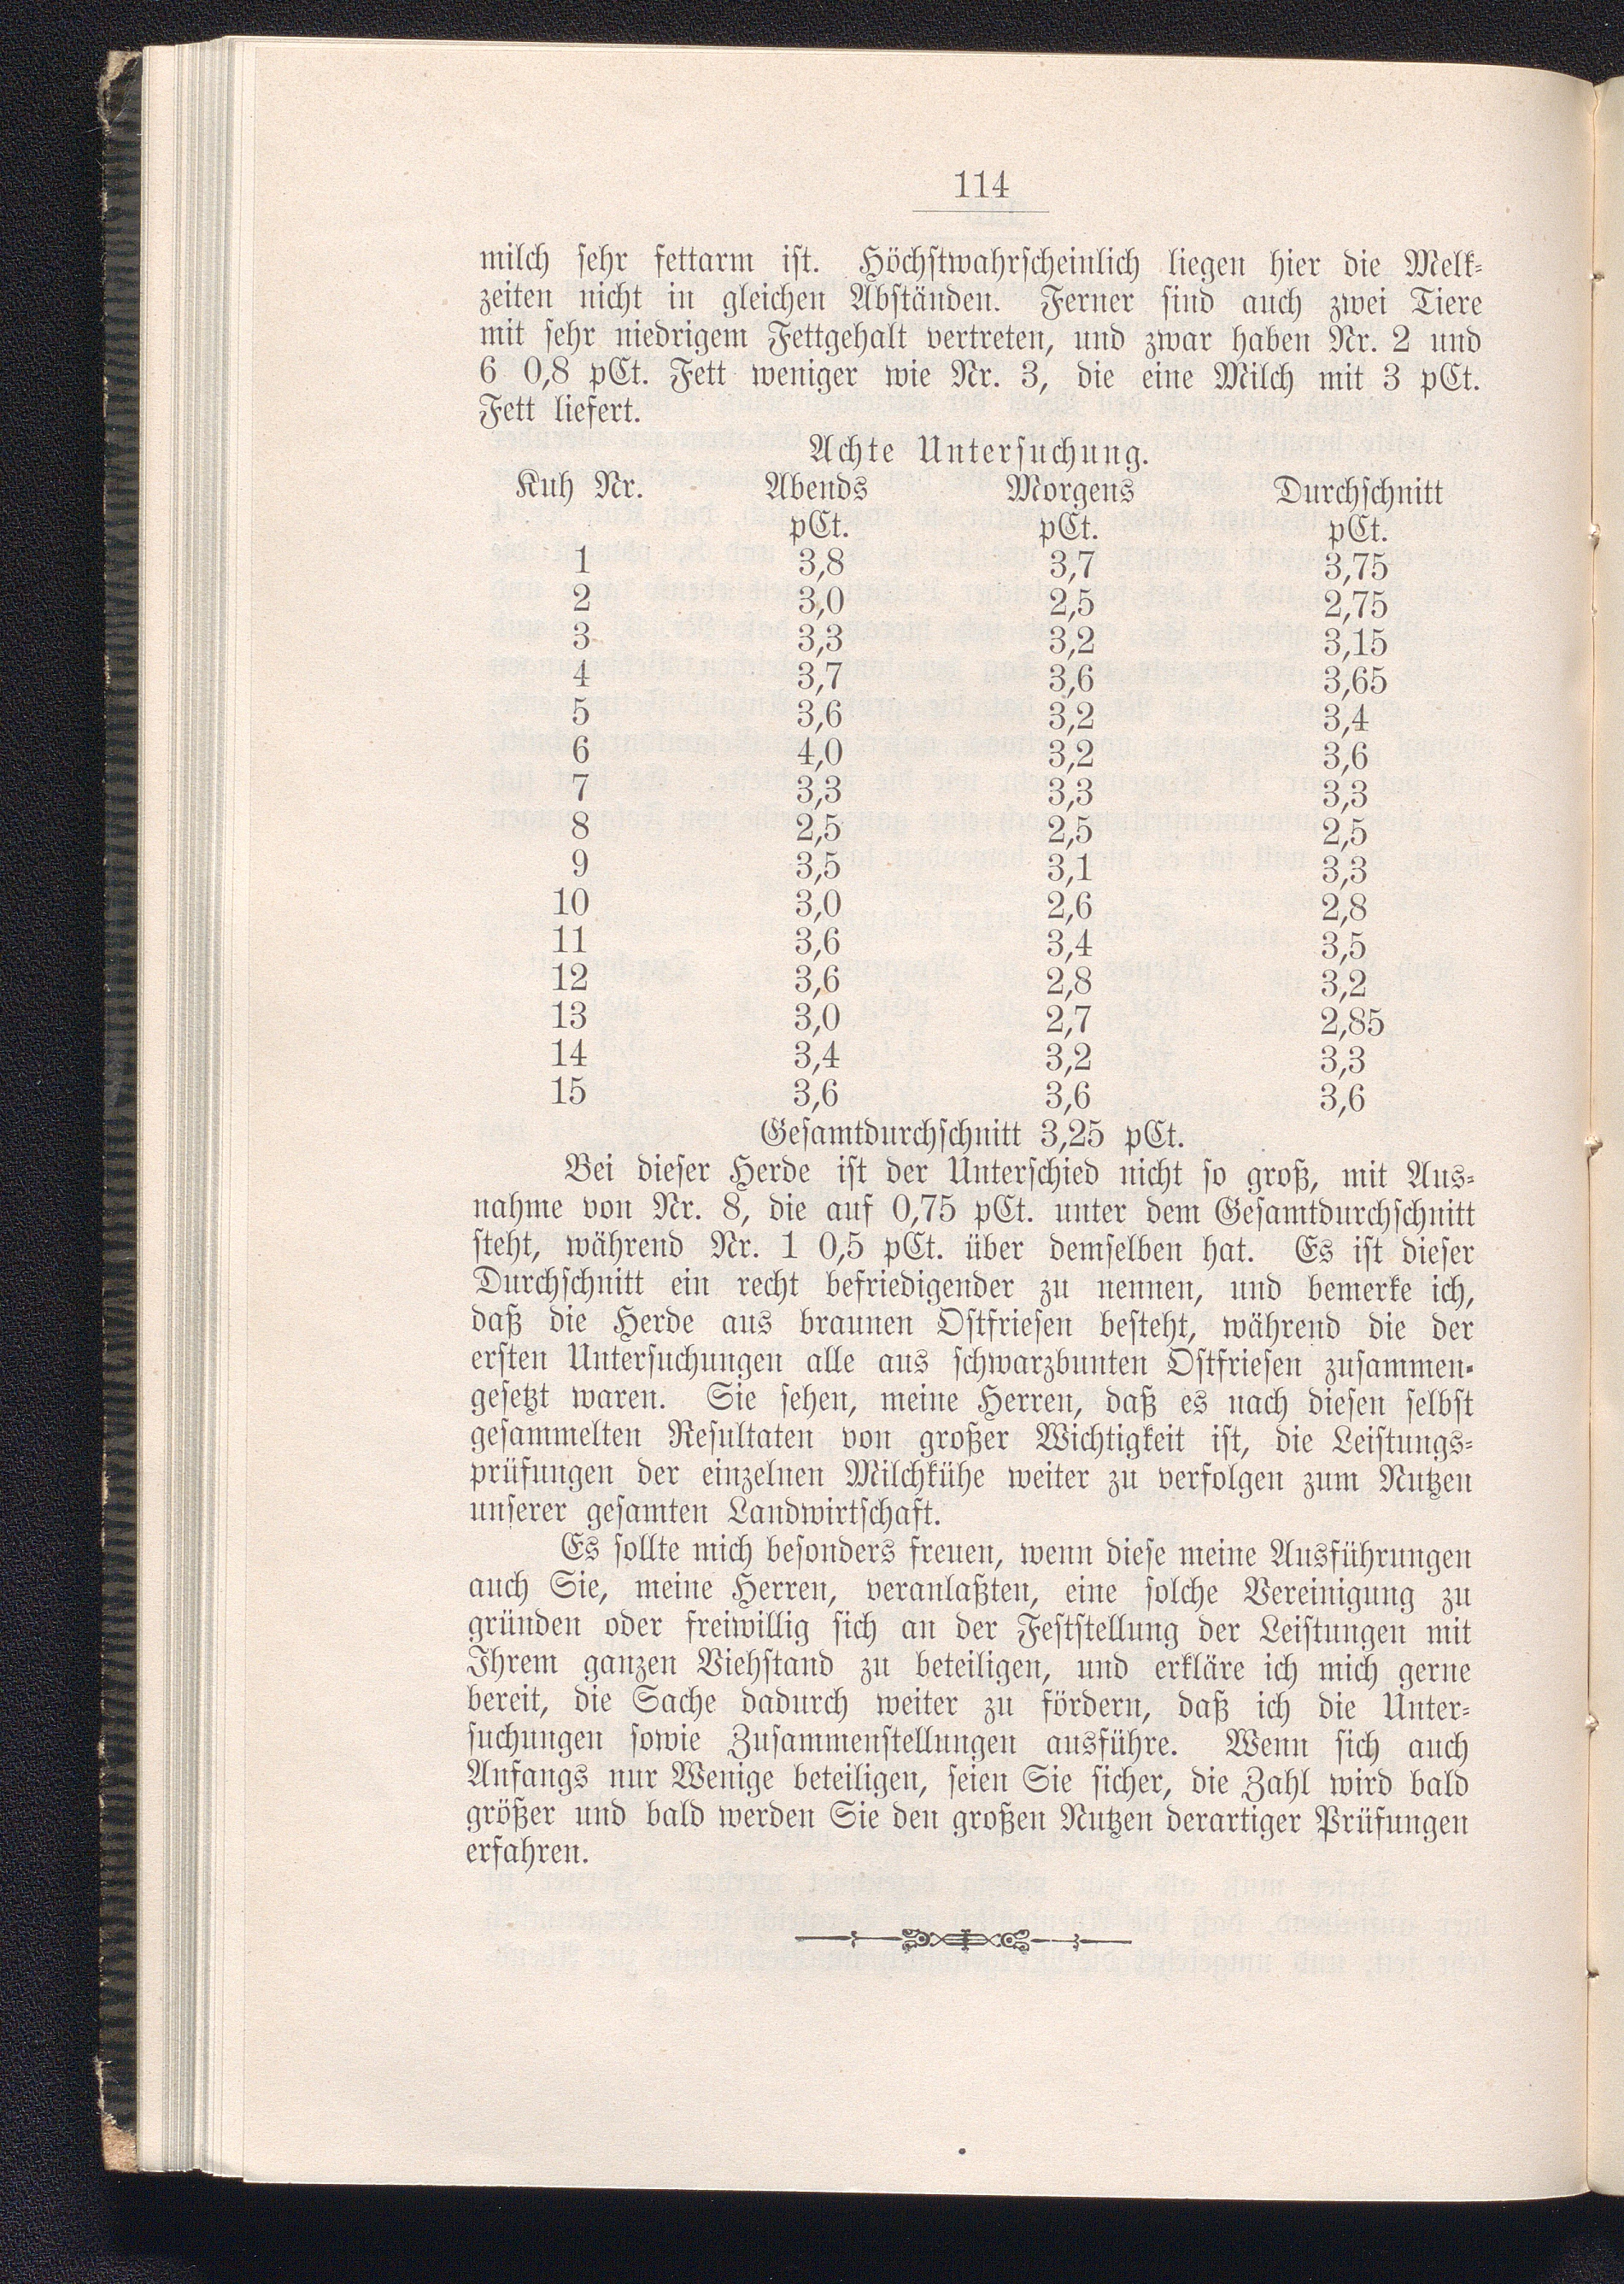 114
milch sehr fettarm ist. Höchstwahrscheinlich liegen hier die Melk-
zeiten nicht in gleichen Abständen. Ferner sind auch zwei Tiere
mit sehr niedrigem Fettgehalt vertreten, und zwar haben Nr. 2 und
6 0,8 pCt. Fett weniger wie Nr. 3, die eine Milch mit 3 pCt.
Fett liefert.
Achte Untersuchung.
Kuh Nr. Abends Morgens Durchschnitt
pCt. pCt. pCt.
1 3,8 3,7 3,75
2 3,0 2,5 2,75
3 3,3 3,2 3,15
4 3,7 3,6 3,65
5 3,6 3,2 3,4
6 4,0 3,2 3,6
7 3,3 3,3 3,3
8 2,5 2,5 2,5
9 3,5 3,1 3,3
10 3,0 2,6 2,8
11 3,6 3,4 3,5
12 3,6 2,8 3,2
13 3,0 2,7 2,85
14 3,4 3,2 3,3
15 3,6 3,6 3,6
Gesamtdurchschnitt 3,25 pCt.
Bei dieser Herde ist der Unterschied nicht so groß, mit Aus-
nahme von Nr. 8, die auf 0,75 pCt. unter dem Gesamtdurchschnitt
steht, während Nr. 1 0,5 pCt. über demselben hat. Es ist dieser
Durchschnitt ein recht befriedigender zu nennen, und bemerke ich,
daß die Herde aus braunen Ostfriesen besteht, während die der
ersten Untersuchungen alle aus schwarzbunten Ostfriesen zusammen-
gesetzt waren. Sie sehen, meine Herren, daß es nach diesen selbst
gesammelten Resultaten von großer Wichtigkeit ist, die Leistungs-
prüfungen der einzelnen Milchkühe weiter zu verfolgen zum Nutzen
unserer gesamten Landwirtschaft.
Es sollte mich besonders freuen, wenn diese meine Ausführungen
auch Sie, meine Herren, veranlaßten, eine solche Vereinigung zu
gründen oder freiwillig sich an der Feststellung der Leistungen mit
Ihrem ganzen Viehstand zu beteiligen, und erkläre ich mich gerne
bereit, die Sache dadurch weiter zu fördern, daß ich die Unter-
suchungen sowie Zusammenstellungen ausführe. Wenn sich auch
Anfangs nur Wenige beteiligen, seien Sie sicher, die Zahl wird bald
größer und bald werden Sie den großen Nutzen derartiger Prüfungen
erfahren.